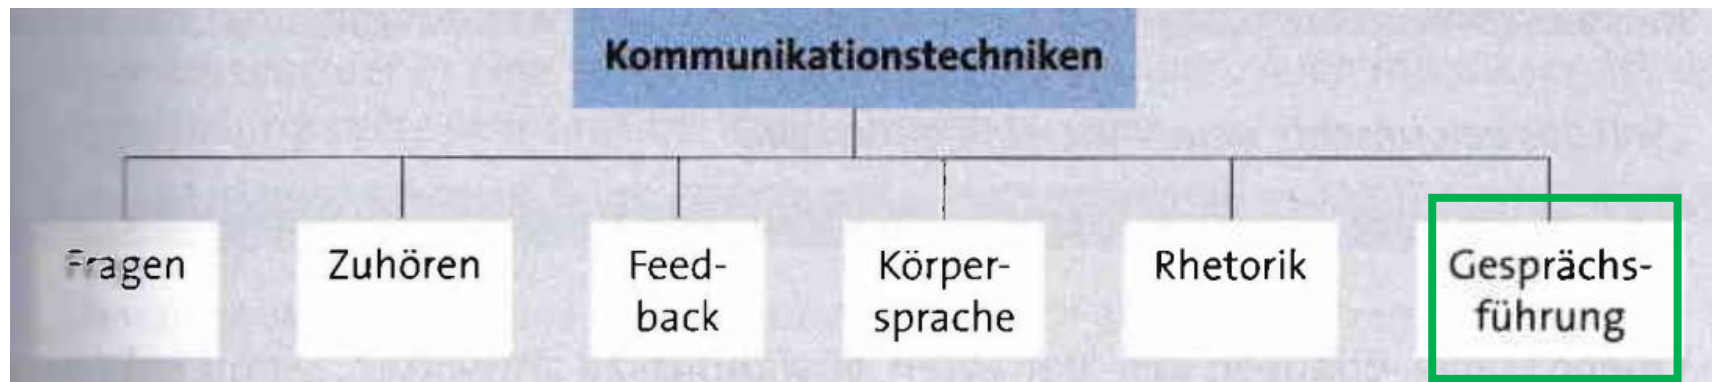 Kommunikationstechniken
Fragen
Zuhören
Feed-
back
Körper-
sprache
Rhetorik
Gesprächs-
führung